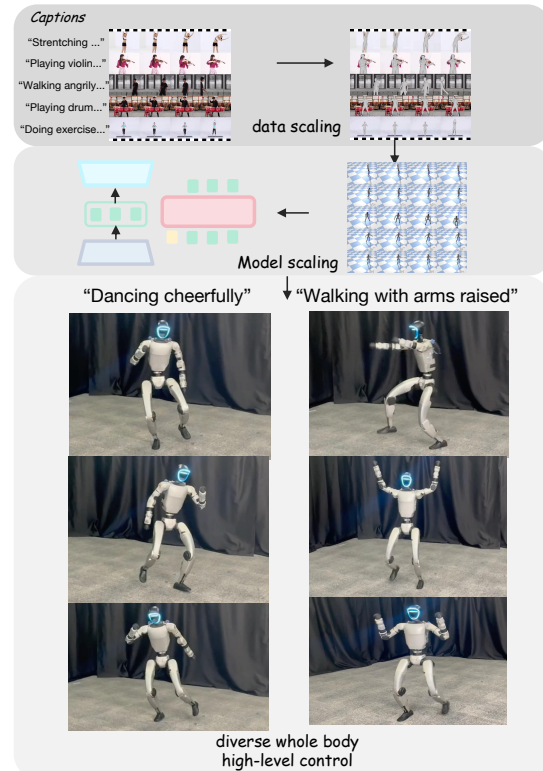 Captions
“Strentching ...”
“Playing violin...”
“Walking angrily...”
“Playing drum...”
“Doing exercise...”
data scaling
Model scaling
“Dancing cheerfully”
“Walking with arms raised”
diverse whole body
high-level control